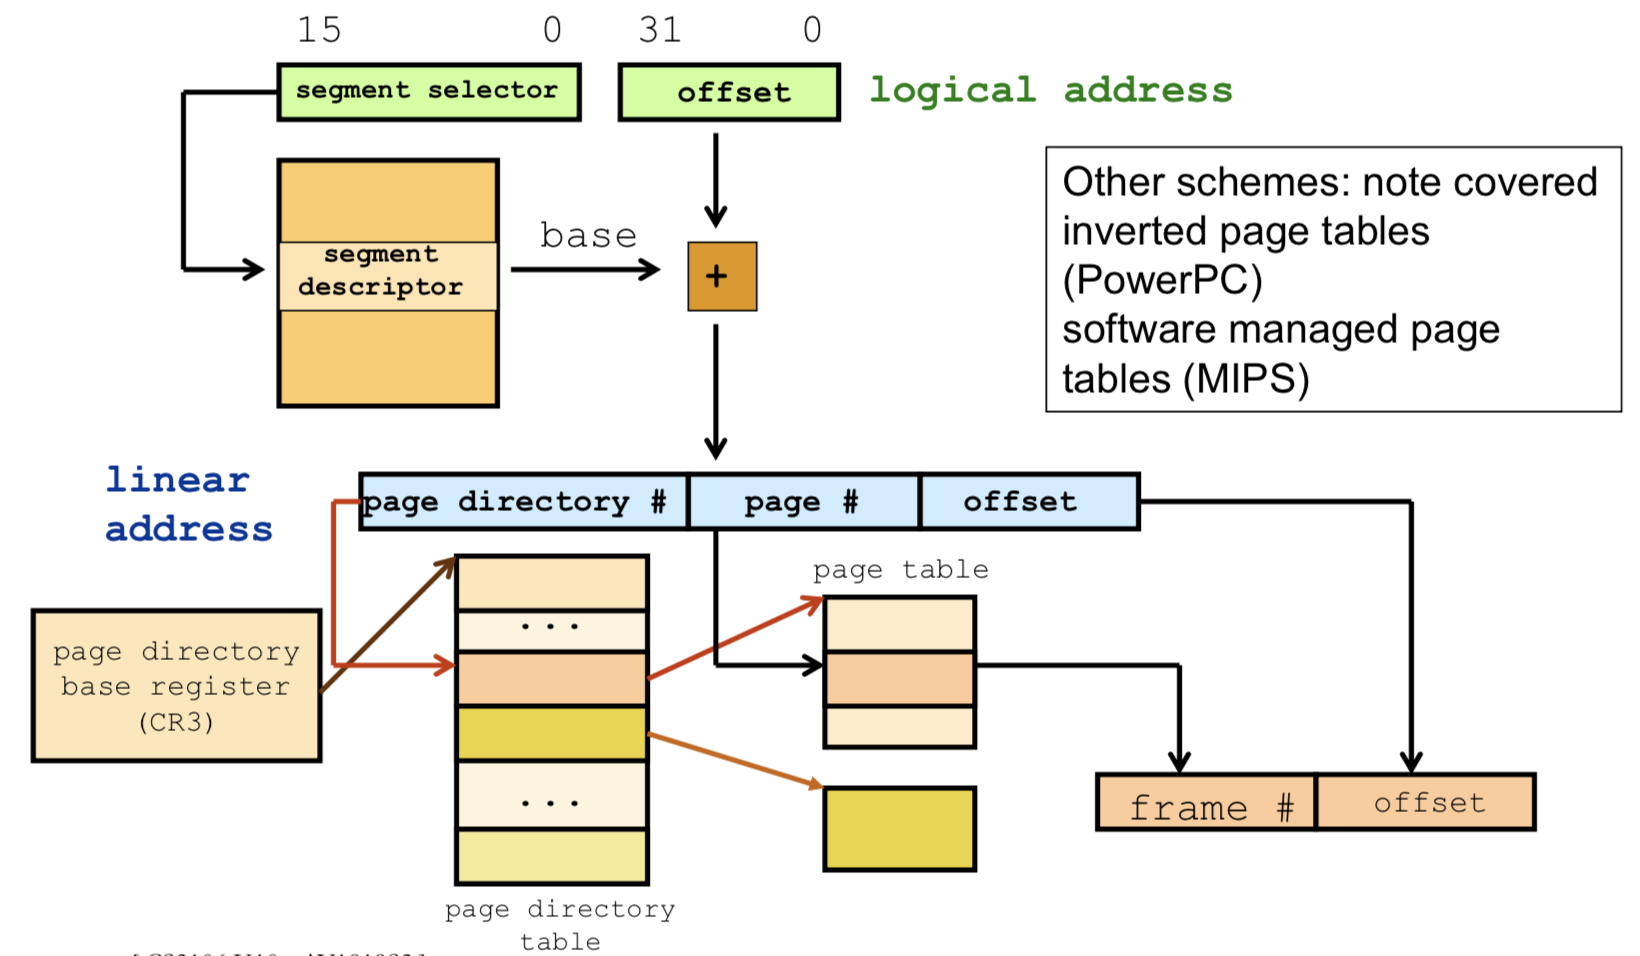 15 0 31 0
segment selector offset logical address
Other schemes: note covered
inverted page tables
(PowerPC)
software managed page
tables (MIPS)
segment
descriptor
base
+
linear
address
page directory # page # offset
page table
page directory
base register
(CR3)
...
...
frame # offset
page directory
table